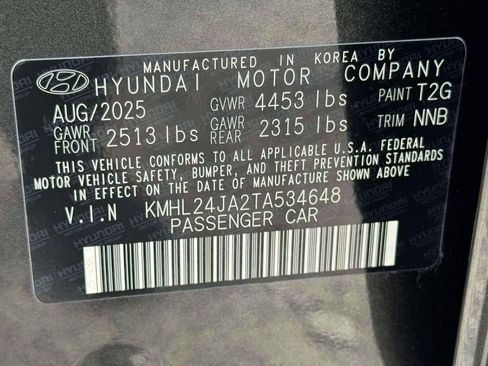 MANUFACTURED IN KOREA BY
HYUNDAI MOTOR COMPANY
AUG/2025 GVWR 4453 lbs PAINT T2G
GAWR FRONT 2513 lbs GAWR REAR 2315 lbs TRIM NNB
THIS VEHICLE CONFORMS TO ALL APPLICABLE U.S.A. FEDERAL
MOTOR VEHICLE SAFETY, BUMPER, AND THEFT PREVENTION STANDARDS
IN EFFECT ON THE DATE OF MANUFACTURE SHOWN ABOVE
V.I.N KMHL24JA2TA534648
PASSENGER CAR